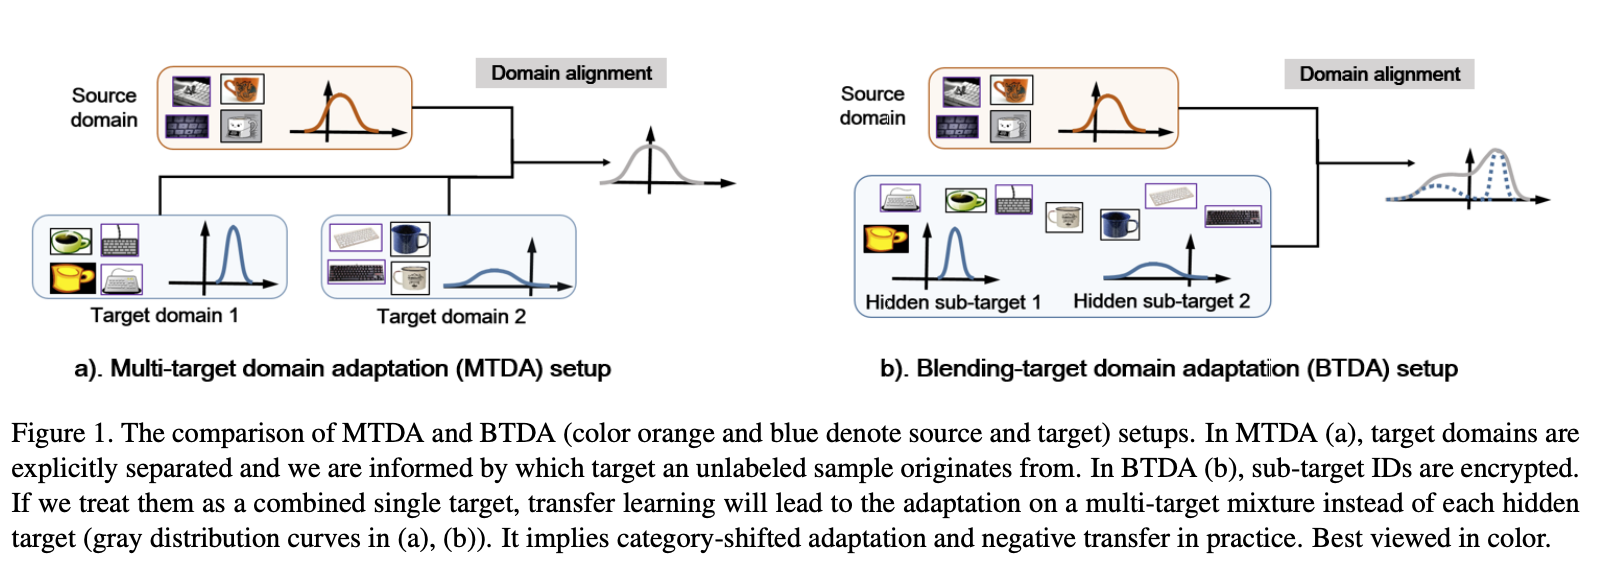 Source
domain
Domain alignment
Target domain 1
Target domain 2
a). Multi-target domain adaptation (MTDA) setup
Source
domain
Domain alignment
Hidden sub-target 1
Hidden sub-target 2
b). Blending-target domain adaptation (BTDA) setup
Figure 1. The comparison of MTDA and BTDA (color orange and blue denote source and target) setups. In MTDA (a), target domains are
explicitly separated and we are informed by which target an unlabeled sample originates from. In BTDA (b), sub-target IDs are encrypted.
If we treat them as a combined single target, transfer learning will lead to the adaptation on a multi-target mixture instead of each hidden
target (gray distribution curves in (a), (b)). It implies category-shifted adaptation and negative transfer in practice. Best viewed in color.